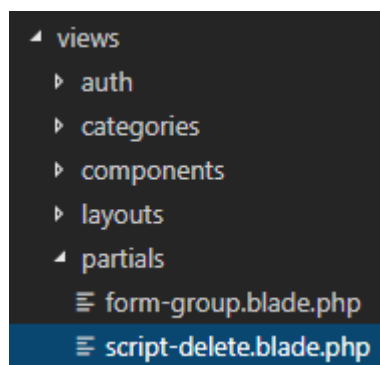 views
auth
categories
components
layouts
partials
form-group.blade.php
script-delete.blade.php